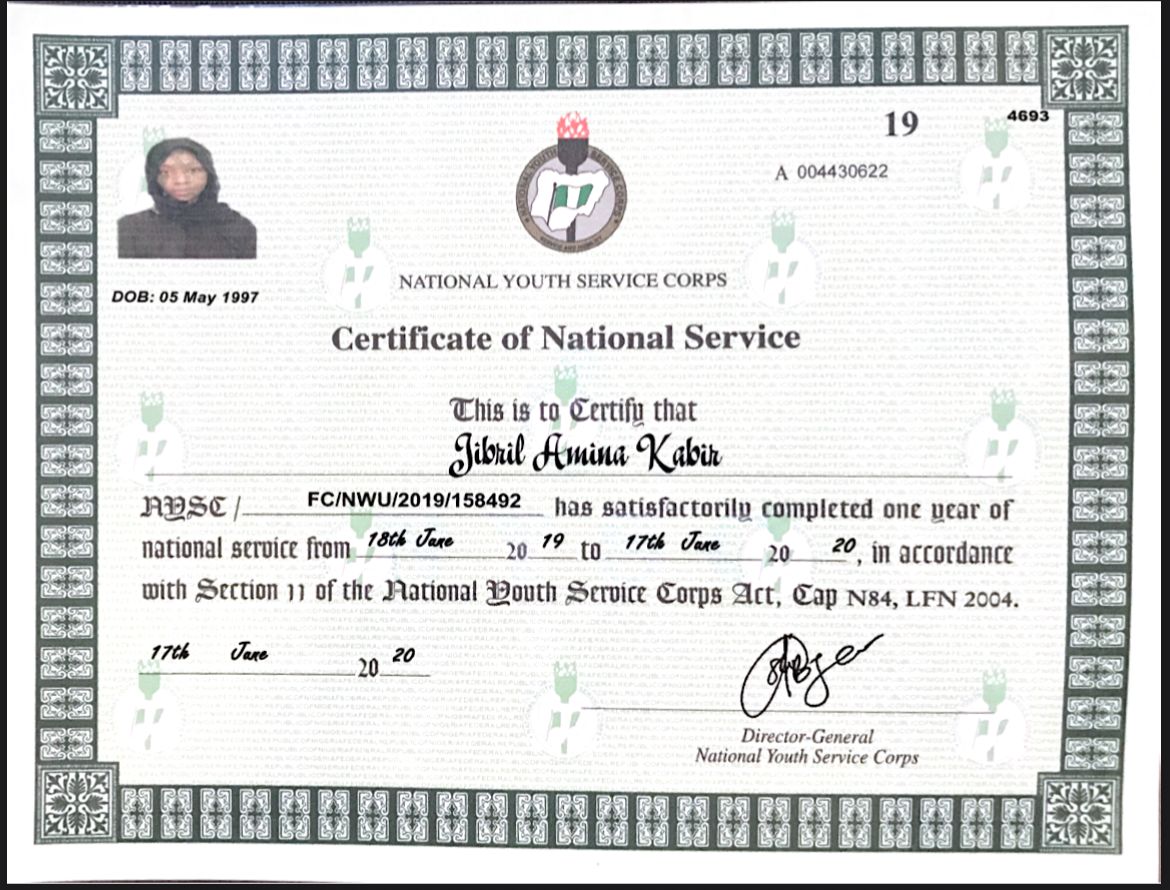 19
4693
A 004430622
NATIONAL YOUTH SERVICE CORPS
SERVICE AND HUMILITY
NATIONAL YOUTH SERVICE CORPS
DOB: 05 May 1997
Certificate of National Service
This is to Certify that
Jibril Amina Kabir
NYSC / FC/NWU/2019/158492 has satisfactorily completed one year of
national service from 18th June 20 19 to 17th June 20 20 , in accordance
with Section 11 of the National Youth Service Corps Act, Cap N84, LFN 2004.
17th June 20 20
Director-General
National Youth Service Corps